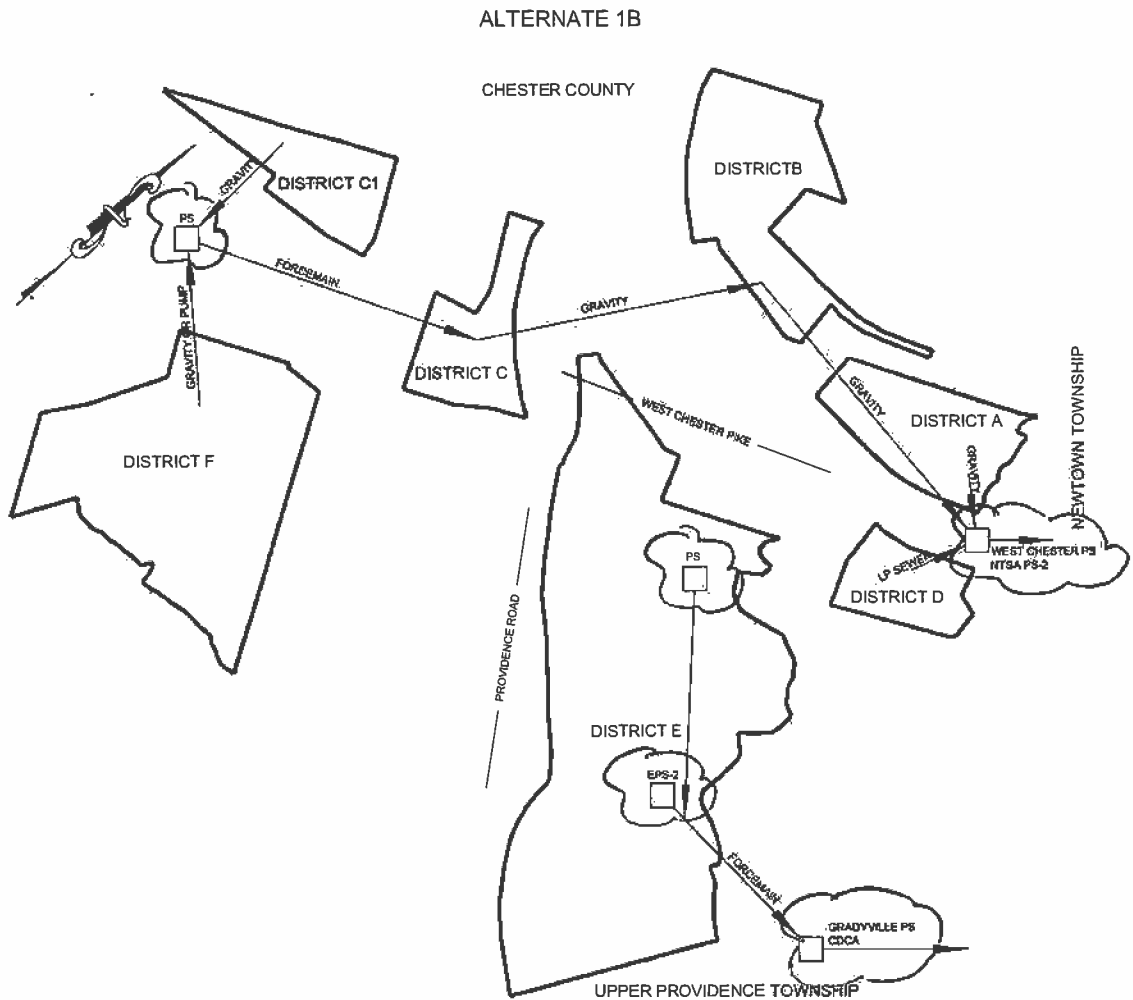 ALTERNATE 1B
CHESTER COUNTY
DISTRICT C1
GRAVITY
PS
FORCEMAIN
GRAVITY OR PUMP
DISTRICT F
DISTRICT C
GRAVITY
DISTRICTB
WEST CHESTER PIKE
GRAVITY
DISTRICT A
GRAVITY
NEWTOWN TOWNSHIP
WEST CHESTER PS
NTSA PS-2
LP SEWER
DISTRICT D
PS
PROVIDENCE ROAD
DISTRICT E
EPS-2
FORCEMAIN
GRADYVILLE PS
CDCA
UPPER PROVIDENCE TOWNSHIP